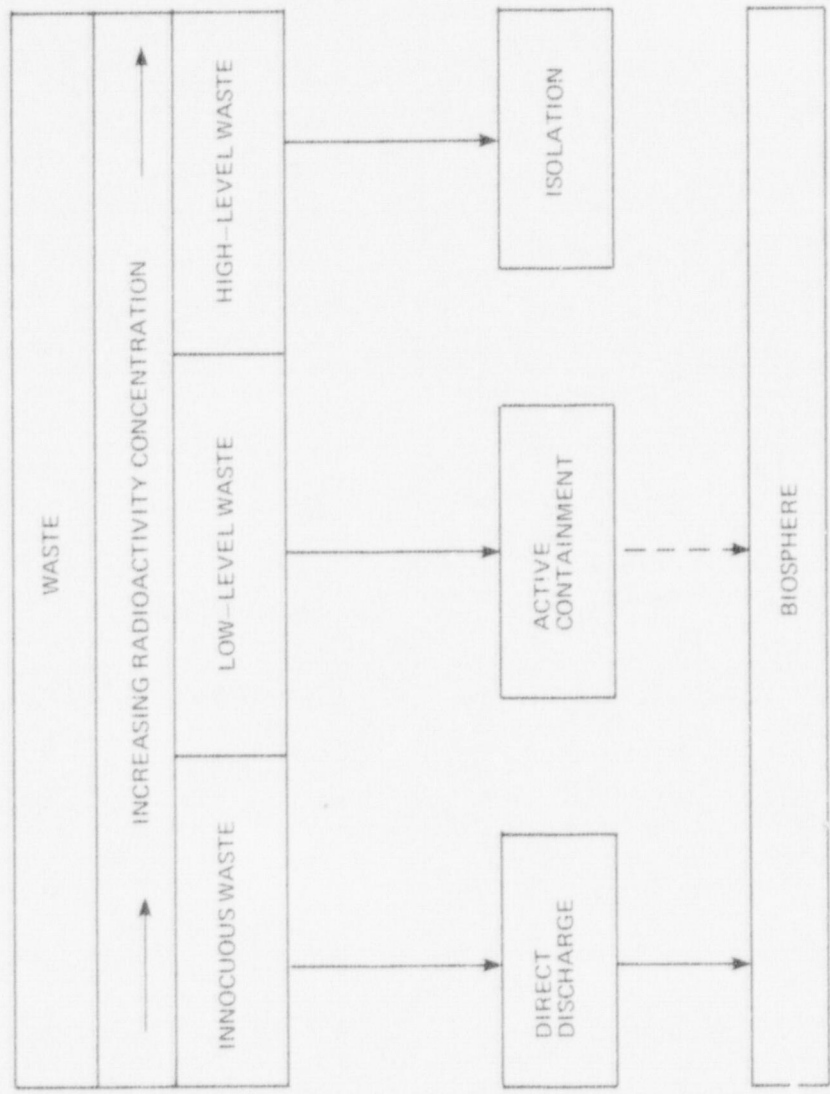 WASTE
INCREASING RADIOACTIVITY CONCENTRATION
INNOCUOUS WASTE
LOW-LEVEL WASTE
HIGH-LEVEL WASTE
DIRECT
DISCHARGE
ACTIVE
CONTAINMENT
ISOLATION
BIOSPHERE